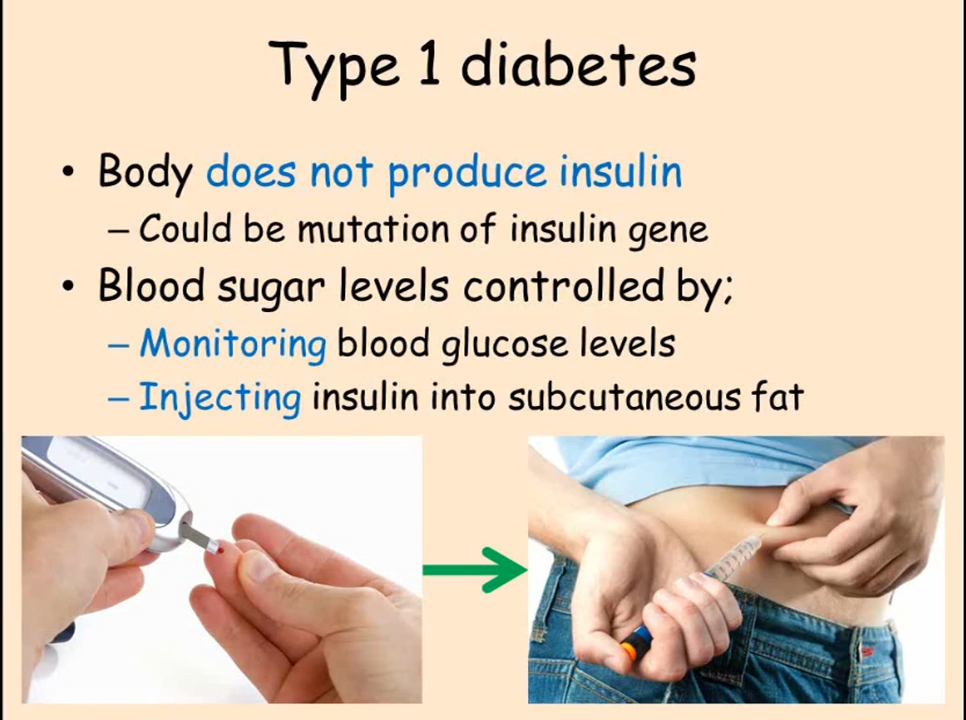 Type 1 diabetes
• Body does not produce insulin
– Could be mutation of insulin gene
• Blood sugar levels controlled by;
– Monitoring blood glucose levels
– Injecting insulin into subcutaneous fat